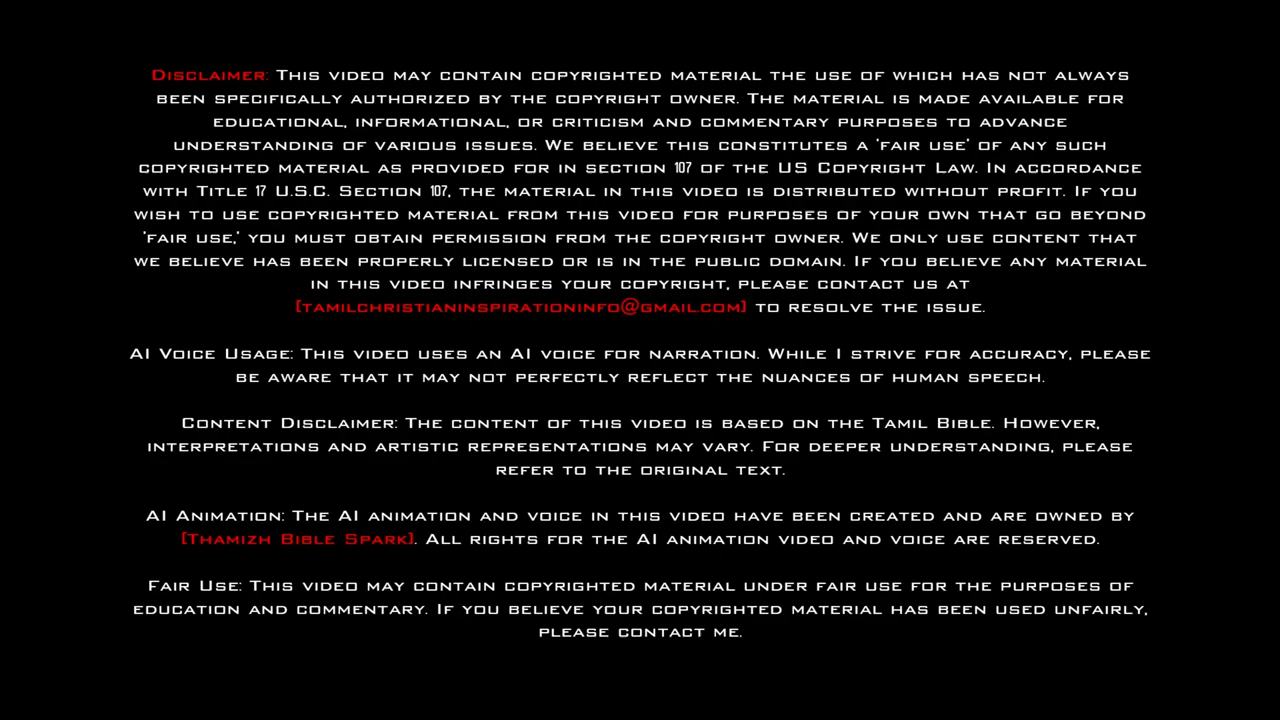 Disclaimer: This video may contain copyrighted material the use of which has not always
been specifically authorized by the copyright owner. The material is made available for
educational, informational, or criticism and commentary purposes to advance
understanding of various issues. We believe this constitutes a 'fair use' of any such
copyrighted material as provided for in section 107 of the US Copyright Law. In accordance
with Title 17 U.S.C. Section 107, the material in this video is distributed without profit. If you
wish to use copyrighted material from this video for purposes of your own that go beyond
'fair use,' you must obtain permission from the copyright owner. We only use content that
we believe has been properly licensed or is in the public domain. If you believe any material
in this video infringes your copyright, please contact us at
[tamilchristianinspirationinfo@gmail.com] to resolve the issue.
AI Voice Usage: This video uses an AI voice for narration. While I strive for accuracy, please
be aware that it may not perfectly reflect the nuances of human speech.
Content Disclaimer: The content of this video is based on the Tamil Bible. However,
interpretations and artistic representations may vary. For deeper understanding, please
refer to the original text.
AI Animation: The AI animation and voice in this video have been created and are owned by
[Thamizh Bible Spark]. All rights for the AI animation video and voice are reserved.
Fair Use: This video may contain copyrighted material under fair use for the purposes of
education and commentary. If you believe your copyrighted material has been used unfairly,
please contact me.